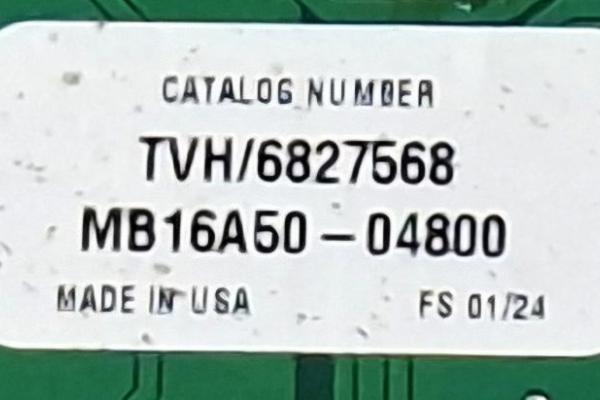 CATALOG NUMBER
TVH/6827568
MB16A50-04800
MADE IN USA FS 01/24